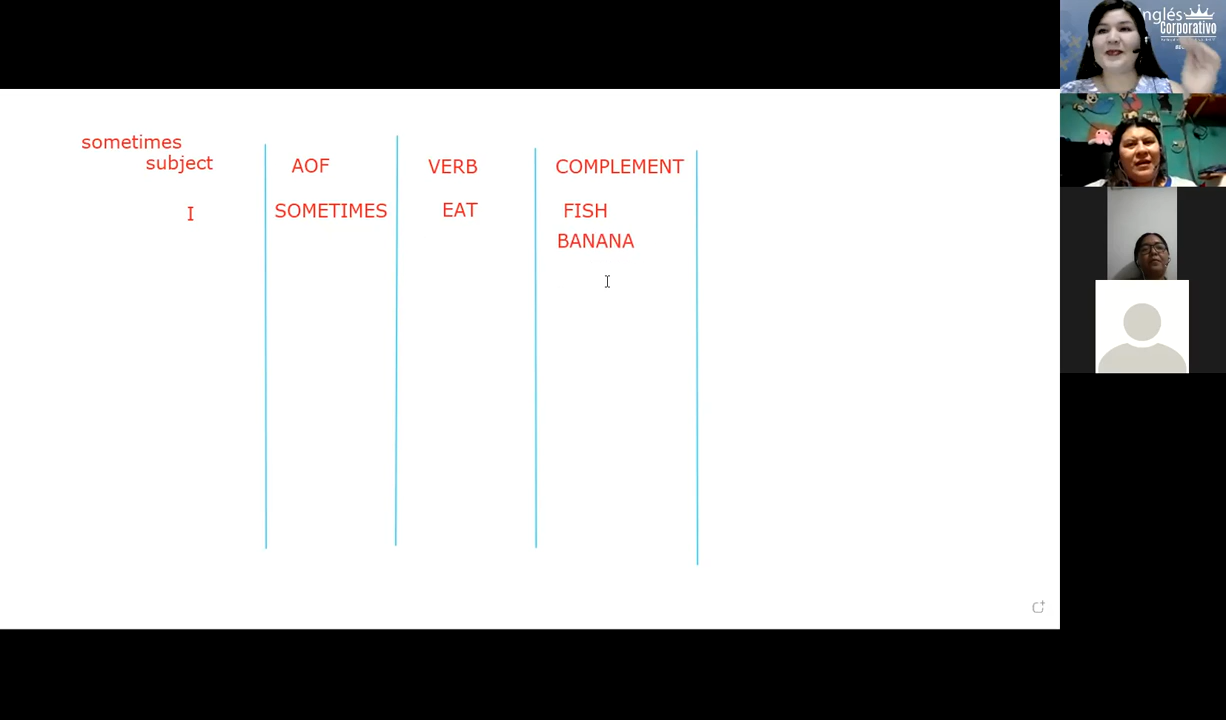 sometimes
subject
AOF
VERB
COMPLEMENT
I
SOMETIMES
EAT
FISH
BANANA
inglés
Corporativo